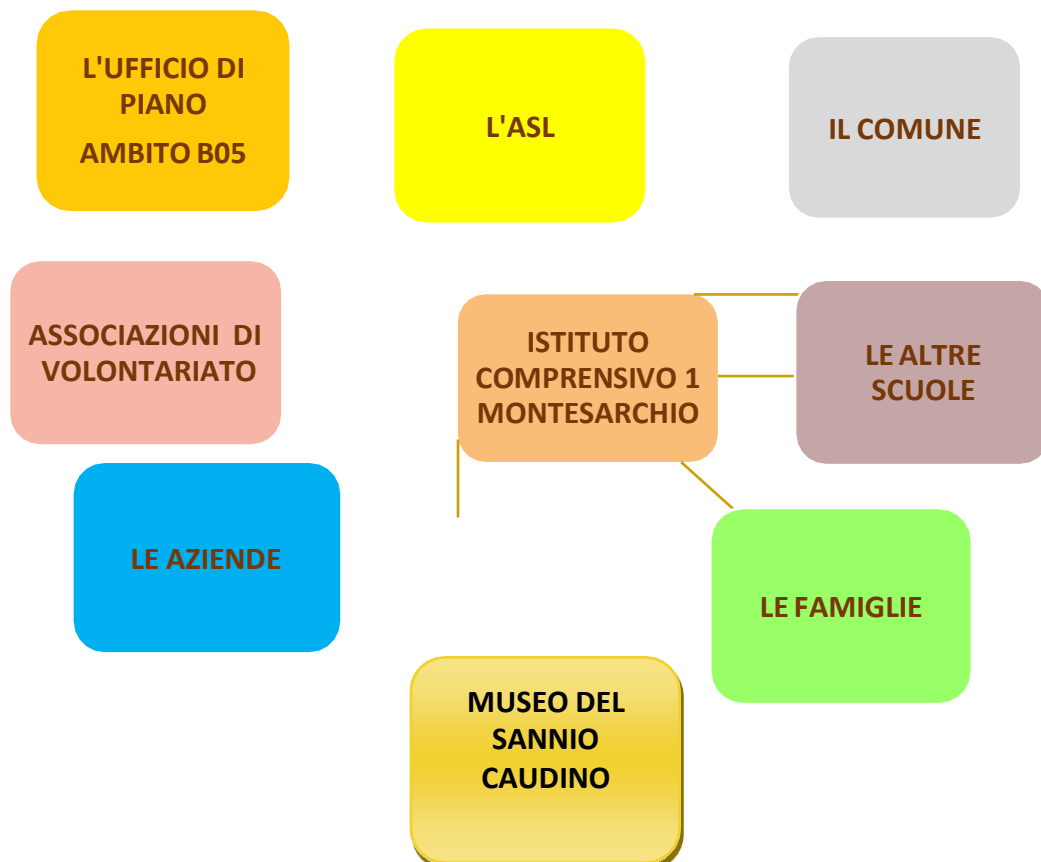 L'UFFICIO DI
PIANO
AMBITO B05
L'ASL
IL COMUNE
ASSOCIAZIONI DI
VOLONTARIATO
ISTITUTO
COMPRENSIVO 1
MONTESARCHIO
LE ALTRE
SCUOLE
LE AZIENDE
LE FAMIGLIE
MUSEO DEL
SANNIO
CAUDINO